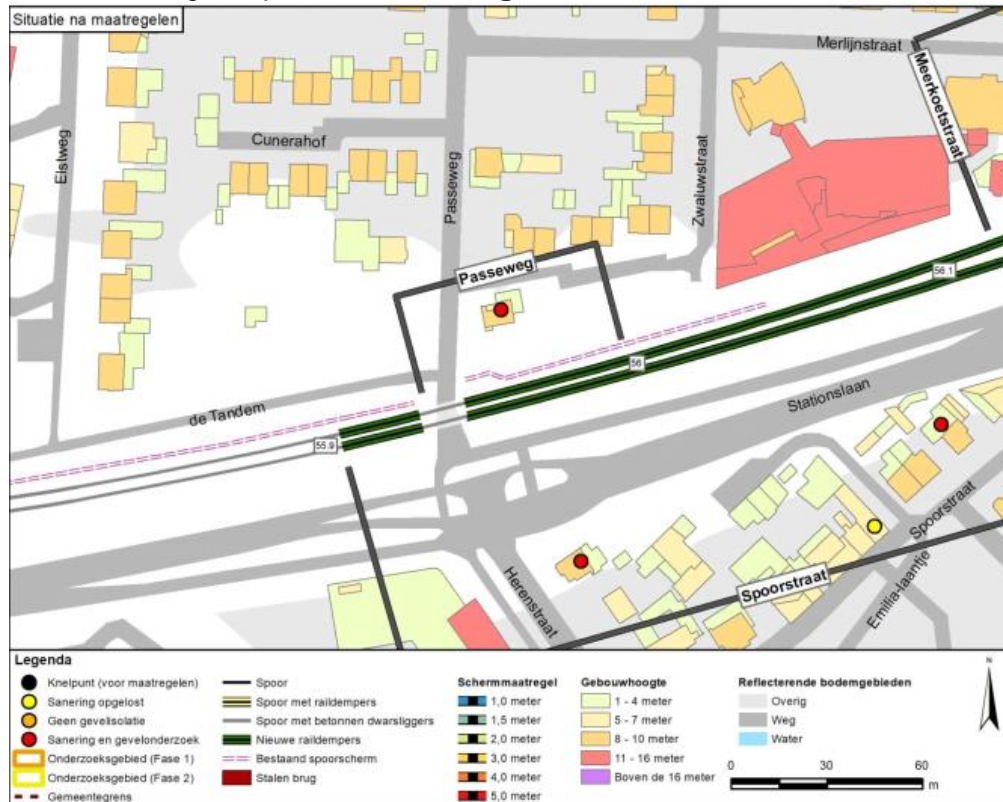 Situatie na maatregelen
Merlijnstraat
Meerkoetstraat
Elstweg
Cunerahof
Passeweg
Zwaluwstraat
Passeweg
56.1
56
de Tandem
Stationslaan
55.9
Spoorstraat
Herenstraat
Spoorstraat
Emilia-laantje
Legenda
Knelpunt (voor maatregelen)
Sanering opgelost
Geen gevelisolatie
Sanering en gevelonderzoek
Onderzoeksgebied (Fase 1)
Onderzoeksgebied (Fase 2)
Gemeentegrens
Spoor
Spoor met raildempers
Spoor met betonnen dwarsliggers
Nieuwe raildempers
Bestaand spoorscherm
Stalen brug
Schermmaatregel
1,0 meter
1,5 meter
2,0 meter
3,0 meter
4,0 meter
5,0 meter
Gebouwhoogte
1 - 4 meter
5 - 7 meter
8 - 10 meter
11 - 16 meter
Boven de 16 meter
Reflecterende bodemgebieden
Overig
Weg
Water
N
0 30 60
m